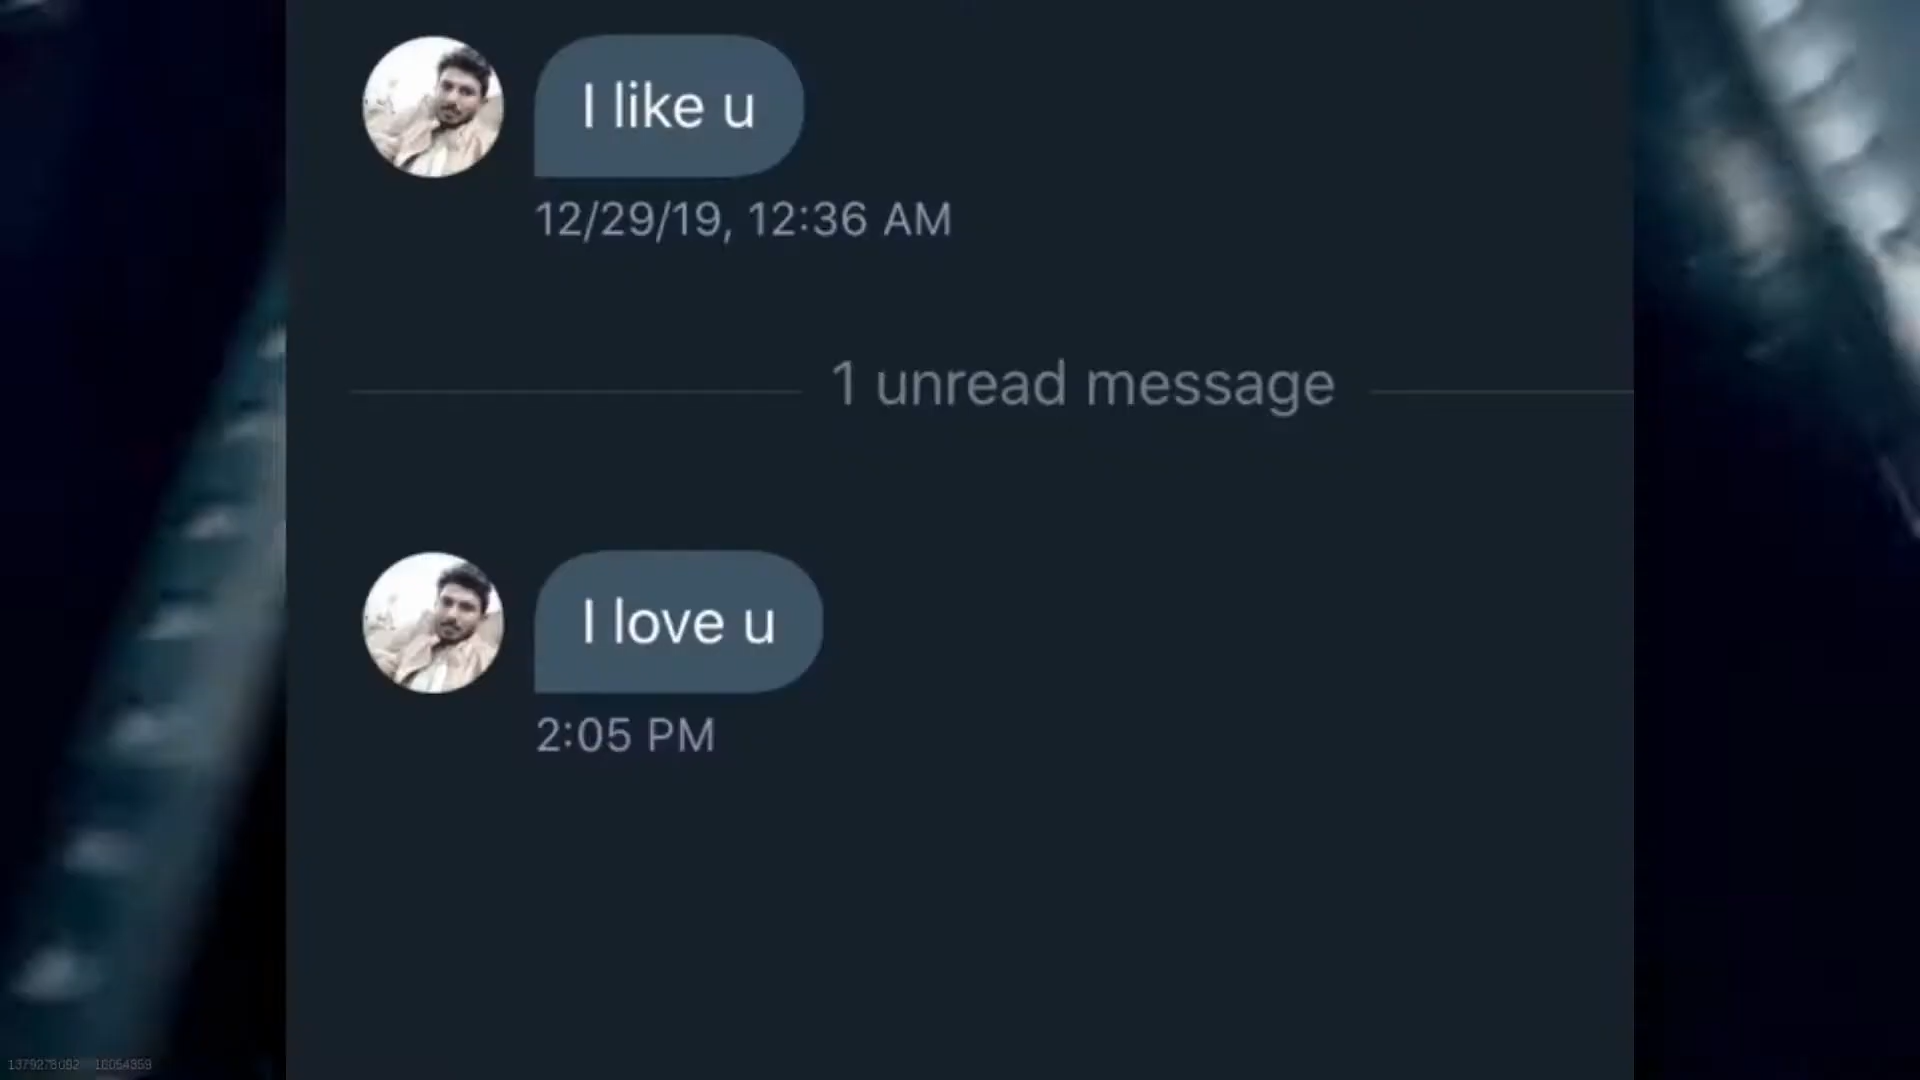 I like u
12/29/19, 12:36 AM
1 unread message
I love u
2:05 PM